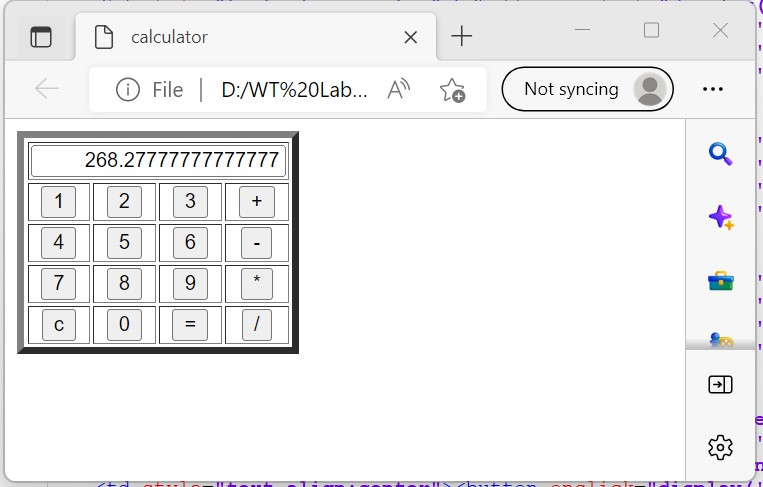 calculator
File | D:/WT%20Lab... Not syncing
268.27777777777777
1 2 3 +
4 5 6 -
7 8 9 *
c 0 = /
<td style="text-align:center"><button onclick="display('